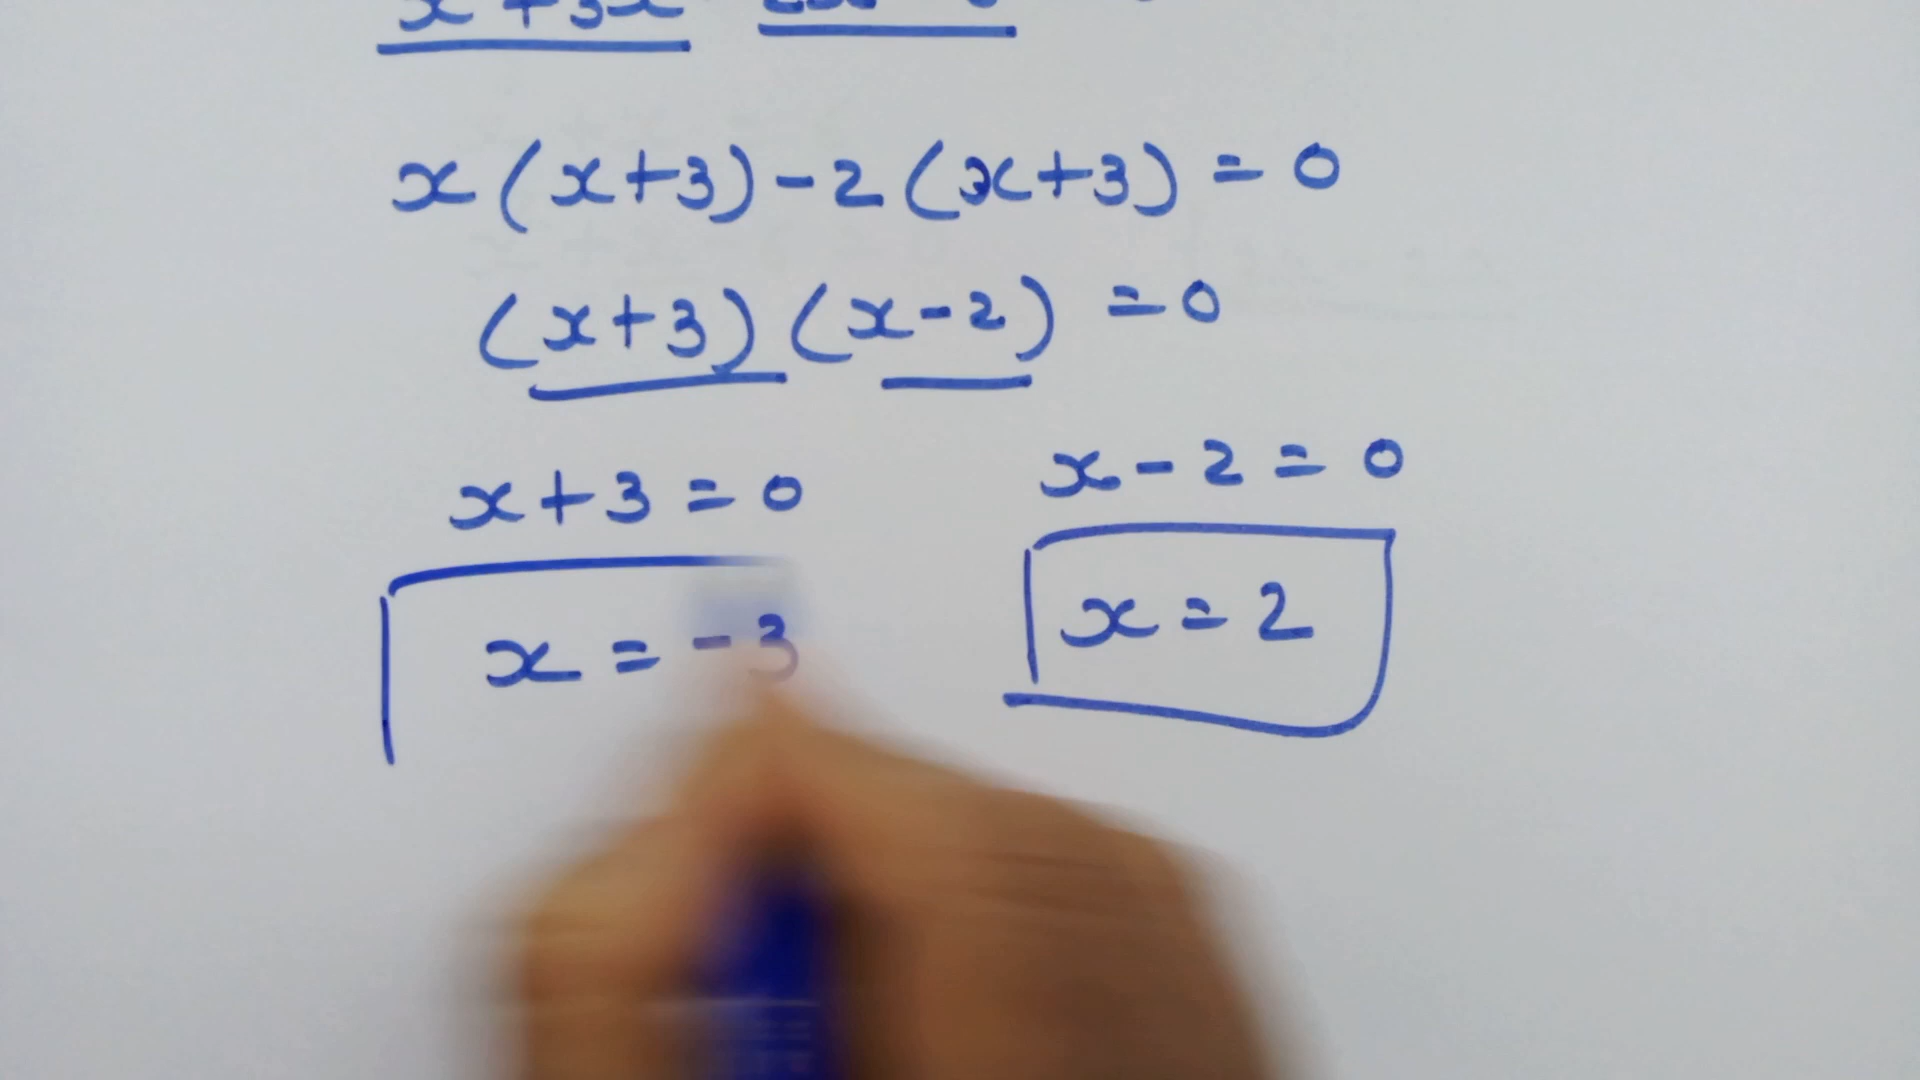 x(x+3)-2(x+3)=0
(x+3)(x-2)=0
x+3=0
x-2=0
x=-3
x=2